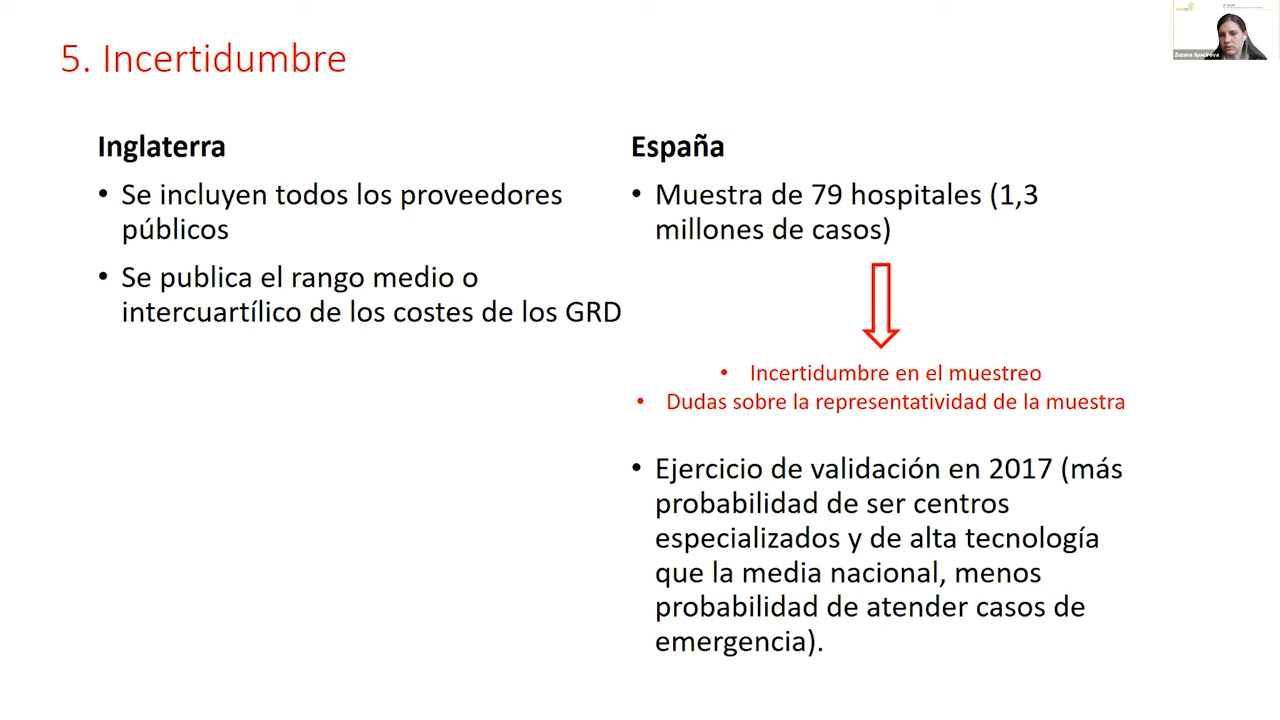 5. Incertidumbre
Inglaterra
• Se incluyen todos los proveedores
públicos
• Se publica el rango medio o
intercuartílico de los costes de los GRD
España
• Muestra de 79 hospitales (1,3
millones de casos)
• Incertidumbre en el muestreo
• Dudas sobre la representatividad de la muestra
• Ejercicio de validación en 2017 (más
probabilidad de ser centros
especializados y de alta tecnología
que la media nacional, menos
probabilidad de atender casos de
emergencia).
Zuzana Spacirova